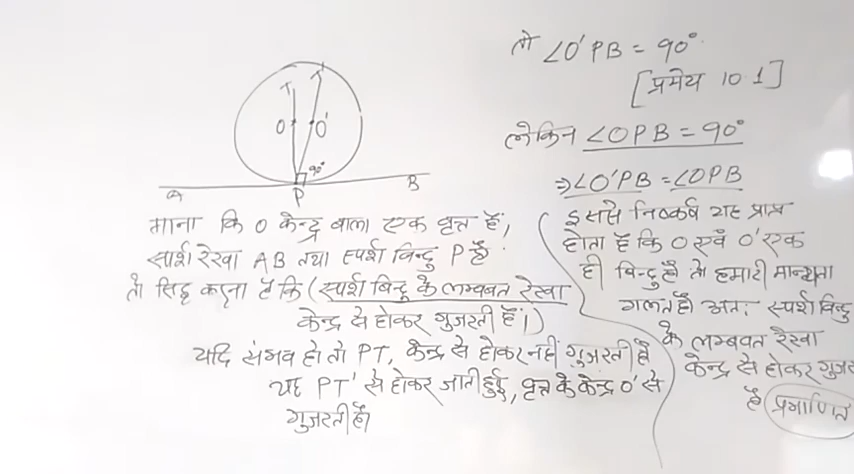 T T'
O O'
90°
A P B
माना कि O केन्द्र वाला एक वृत्त है,
स्पर्श रेखा AB तथा स्पर्श बिन्दु P है
तो सिद्ध करना है कि (स्पर्श बिन्दु के लम्बवत रेखा
केन्द्र से होकर गुजरती है।)
यदि संभव हो तो PT, केन्द्र से होकर नहीं गुजरती है
यह PT' से होकर जाती हुई, वृत्त के केन्द्र O' से
गुजरती है।
तो ∠O'PB = 90°
[प्रमेय 10.1]
लेकिन ∠OPB = 90°
⇒∠O'PB = ∠OPB
इससे निष्कर्ष यह प्राप्त
होता है कि O एवं O' एक
ही बिन्दु है तो हमारी मान्यता
गलत है। अतः स्पर्श बिन्दु
के लम्बवत रेखा
केन्द्र से होकर गुजर
है प्रमाणित